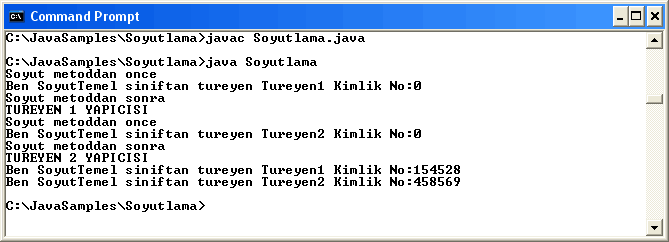 Command Prompt
C:\JavaSamples\Soyutlama>javac Soyutlama.java
C:\JavaSamples\Soyutlama>java Soyutlama
Soyut metoddan once
Ben SoyutTemel siniftan tureyen Tureyen1 Kimlik No:0
Soyut metoddan sonra
TUREYEN 1 YAPICISI
Soyut metoddan once
Ben SoyutTemel siniftan tureyen Tureyen2 Kimlik No:0
Soyut metoddan sonra
TUREYEN 2 YAPICISI
Ben SoyutTemel siniftan tureyen Tureyen1 Kimlik No:154528
Ben SoyutTemel siniftan tureyen Tureyen2 Kimlik No:458569
C:\JavaSamples\Soyutlama>